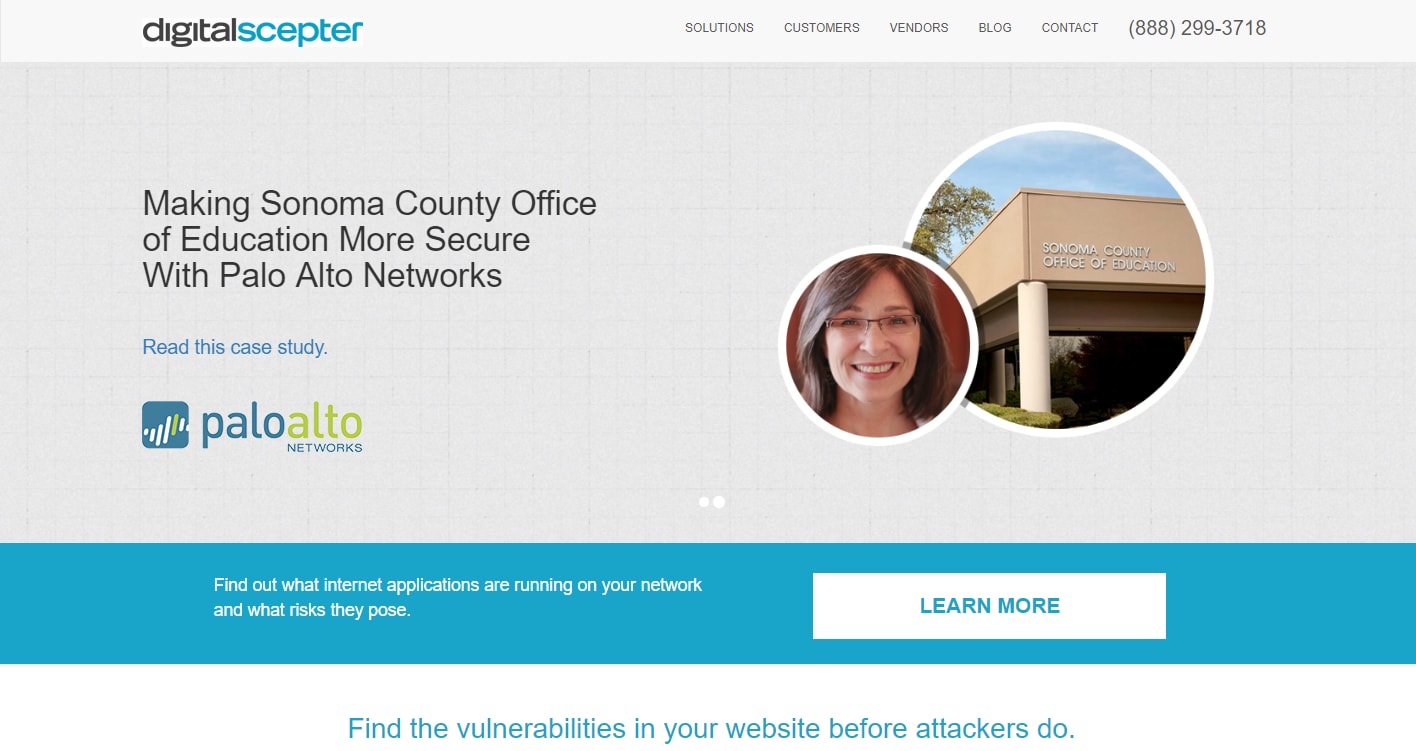 digitalscepter
SOLUTIONS
CUSTOMERS
VENDORS
BLOG
CONTACT
(888) 299-3718
Making Sonoma County Office
of Education More Secure
With Palo Alto Networks
Read this case study.
paloalto
NETWORKS
SONOMA COUNTY
OFFICE OF EDUCATION
Find out what internet applications are running on your network
and what risks they pose.
LEARN MORE
Find the vulnerabilities in your website before attackers do.